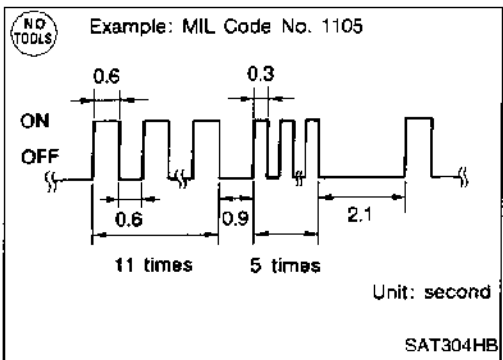 NO TOOLS
Example: MIL Code No. 1105
0.6
0.3
ON
OFF
0.6
0.9
2.1
11 times
5 times
Unit: second
SAT304HB